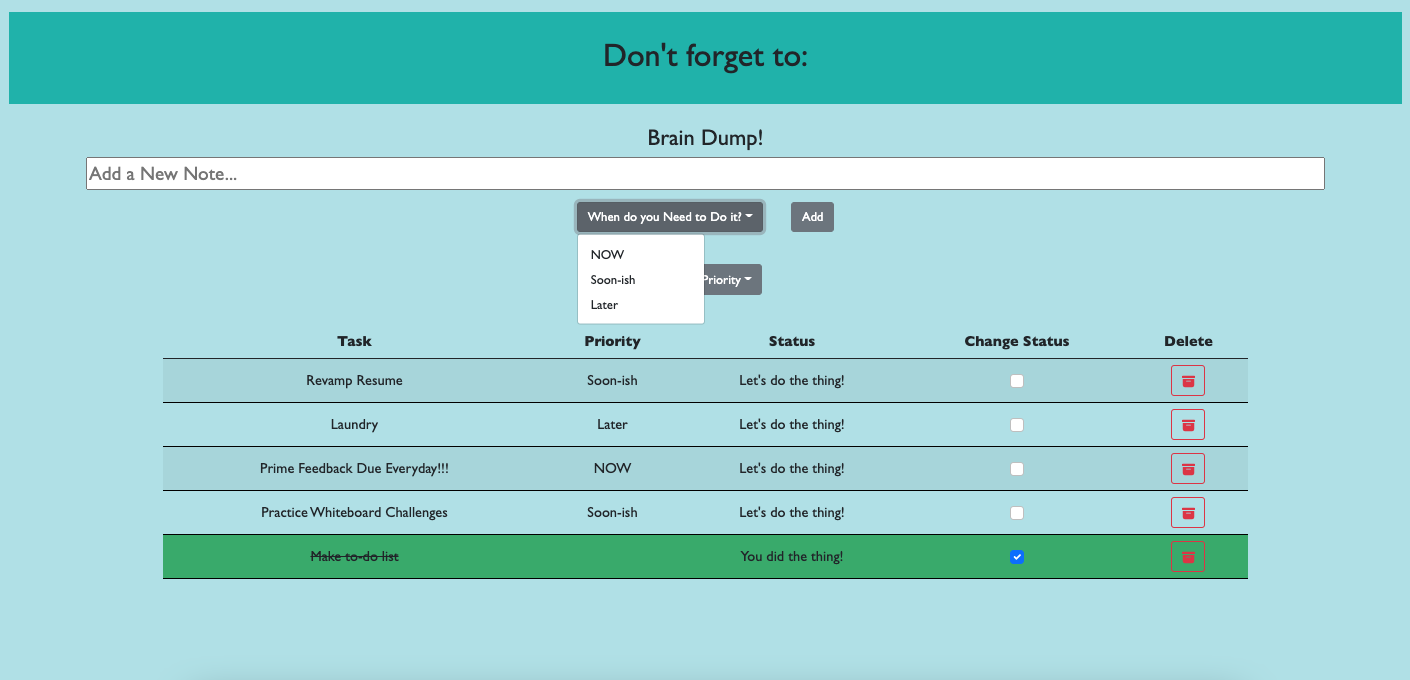 Don't forget to:
Brain Dump!
Add a New Note...
When do you Need to Do it? Add
NOW
Soon-ish
Priority
Later
Task Priority Status Change Status Delete
Revamp Resume Soon-ish Let's do the thing!
Laundry Later Let's do the thing!
Prime Feedback Due Everyday!!! NOW Let's do the thing!
Practice Whiteboard Challenges Soon-ish Let's do the thing!
Make to-do list You did the thing!